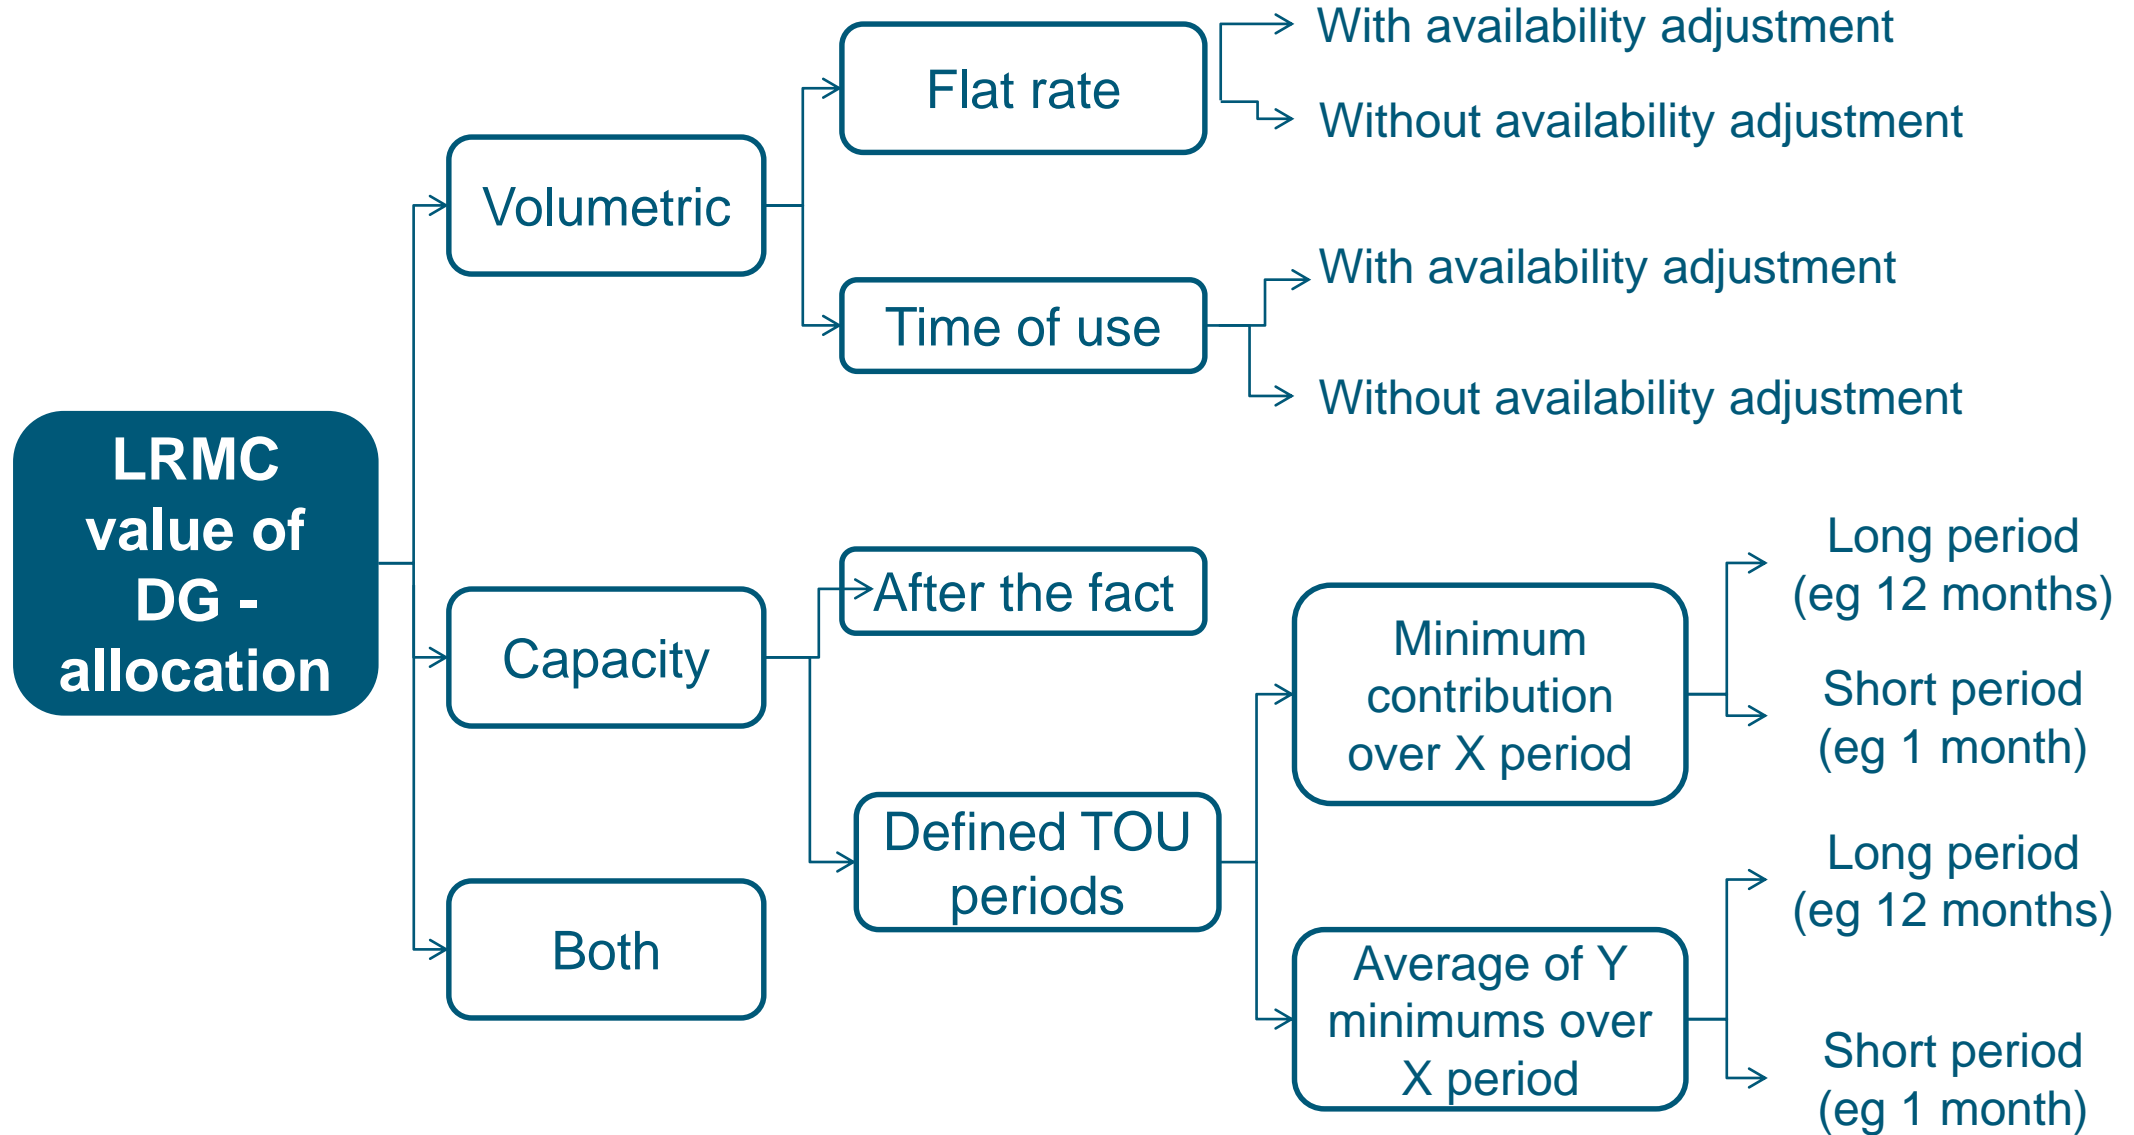 LRMC
value of
DG -
allocation
Volumetric
Flat rate
With availability adjustment
Without availability adjustment
Time of use
With availability adjustment
Without availability adjustment
Capacity
After the fact
Defined TOU
periods
Minimum
contribution
over X period
Long period
(eg 12 months)
Short period
(eg 1 month)
Average of Y
minimums over
X period
Long period
(eg 12 months)
Short period
(eg 1 month)
Both